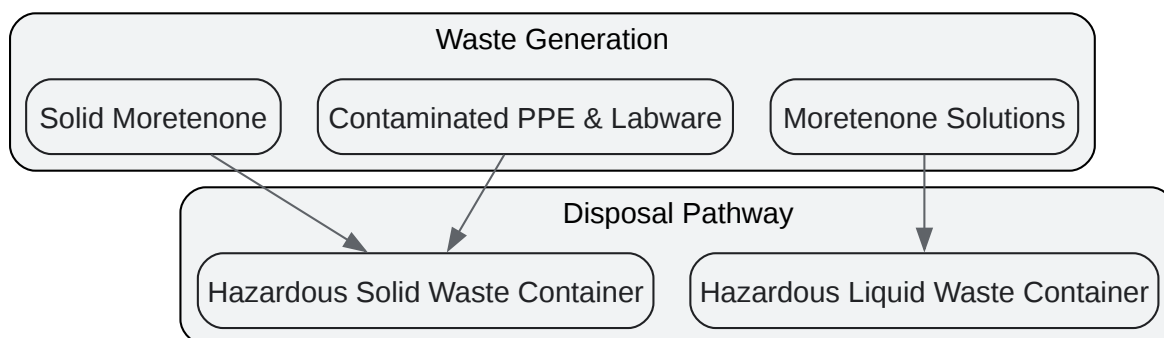 Waste Generation
Solid Moretenone
Contaminated PPE & Labware
Moretenone Solutions
Disposal Pathway
Hazardous Solid Waste Container
Hazardous Liquid Waste Container